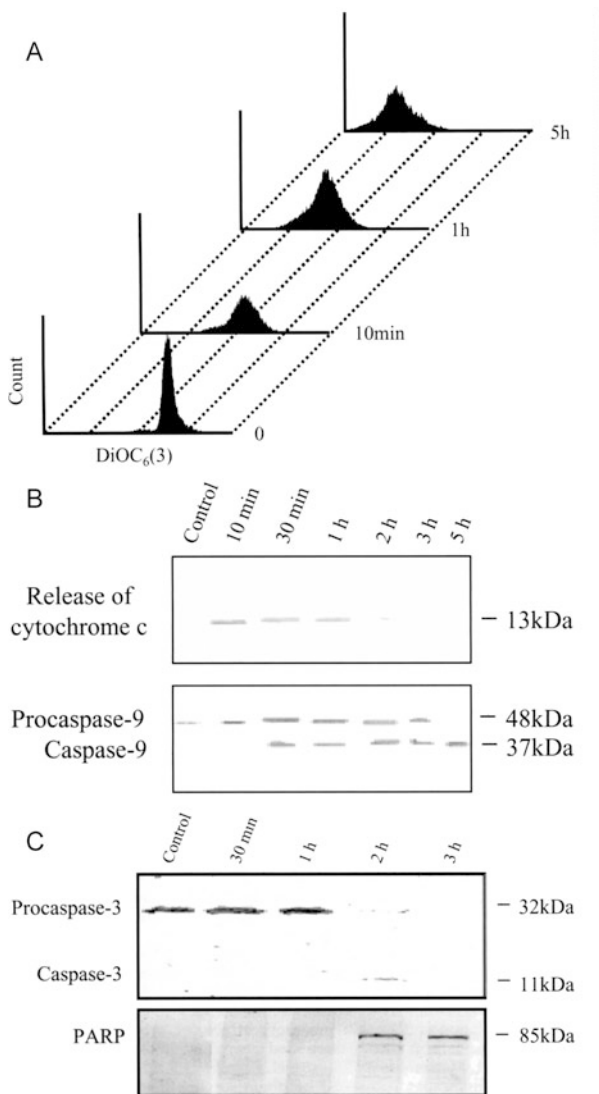 A
5h
1h
10min
Count
0
DiOC₆(3)
B
Control 10 min 30 min 1 h 2 h 3 h 5 h
Release of
cytochrome c
– 13kDa
Procaspase-9 – 48kDa
Caspase-9 – 37kDa
C
Control 30 min 1 h 2 h 3 h
Procaspase-3 – 32kDa
Caspase-3 – 11kDa
PARP – 85kDa